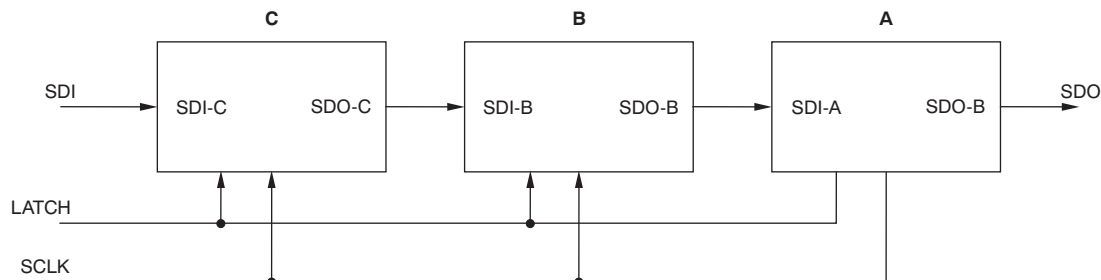 C B A
SDI SDI-C SDO-C SDI-B SDO-B SDI-A SDO-B SDO
LATCH
SCLK